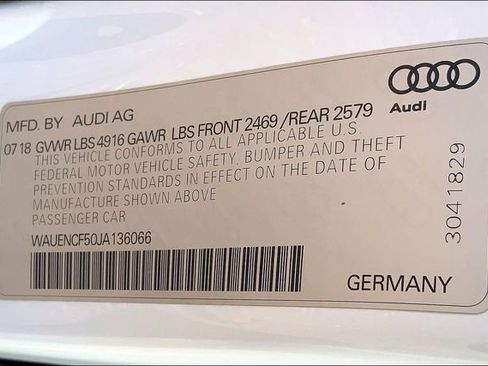 MFD. BY AUDI AG
Audi
07 18 GVWR LBS 4916 GAWR LBS FRONT 2469 /REAR 2579
THIS VEHICLE CONFORMS TO ALL APPLICABLE U.S.
FEDERAL MOTOR VEHICLE SAFETY, BUMPER AND THEFT
PREVENTION STANDARDS IN EFFECT ON THE DATE OF
MANUFACTURE SHOWN ABOVE
PASSENGER CAR
WAUENCF50JA136066
GERMANY
3041829